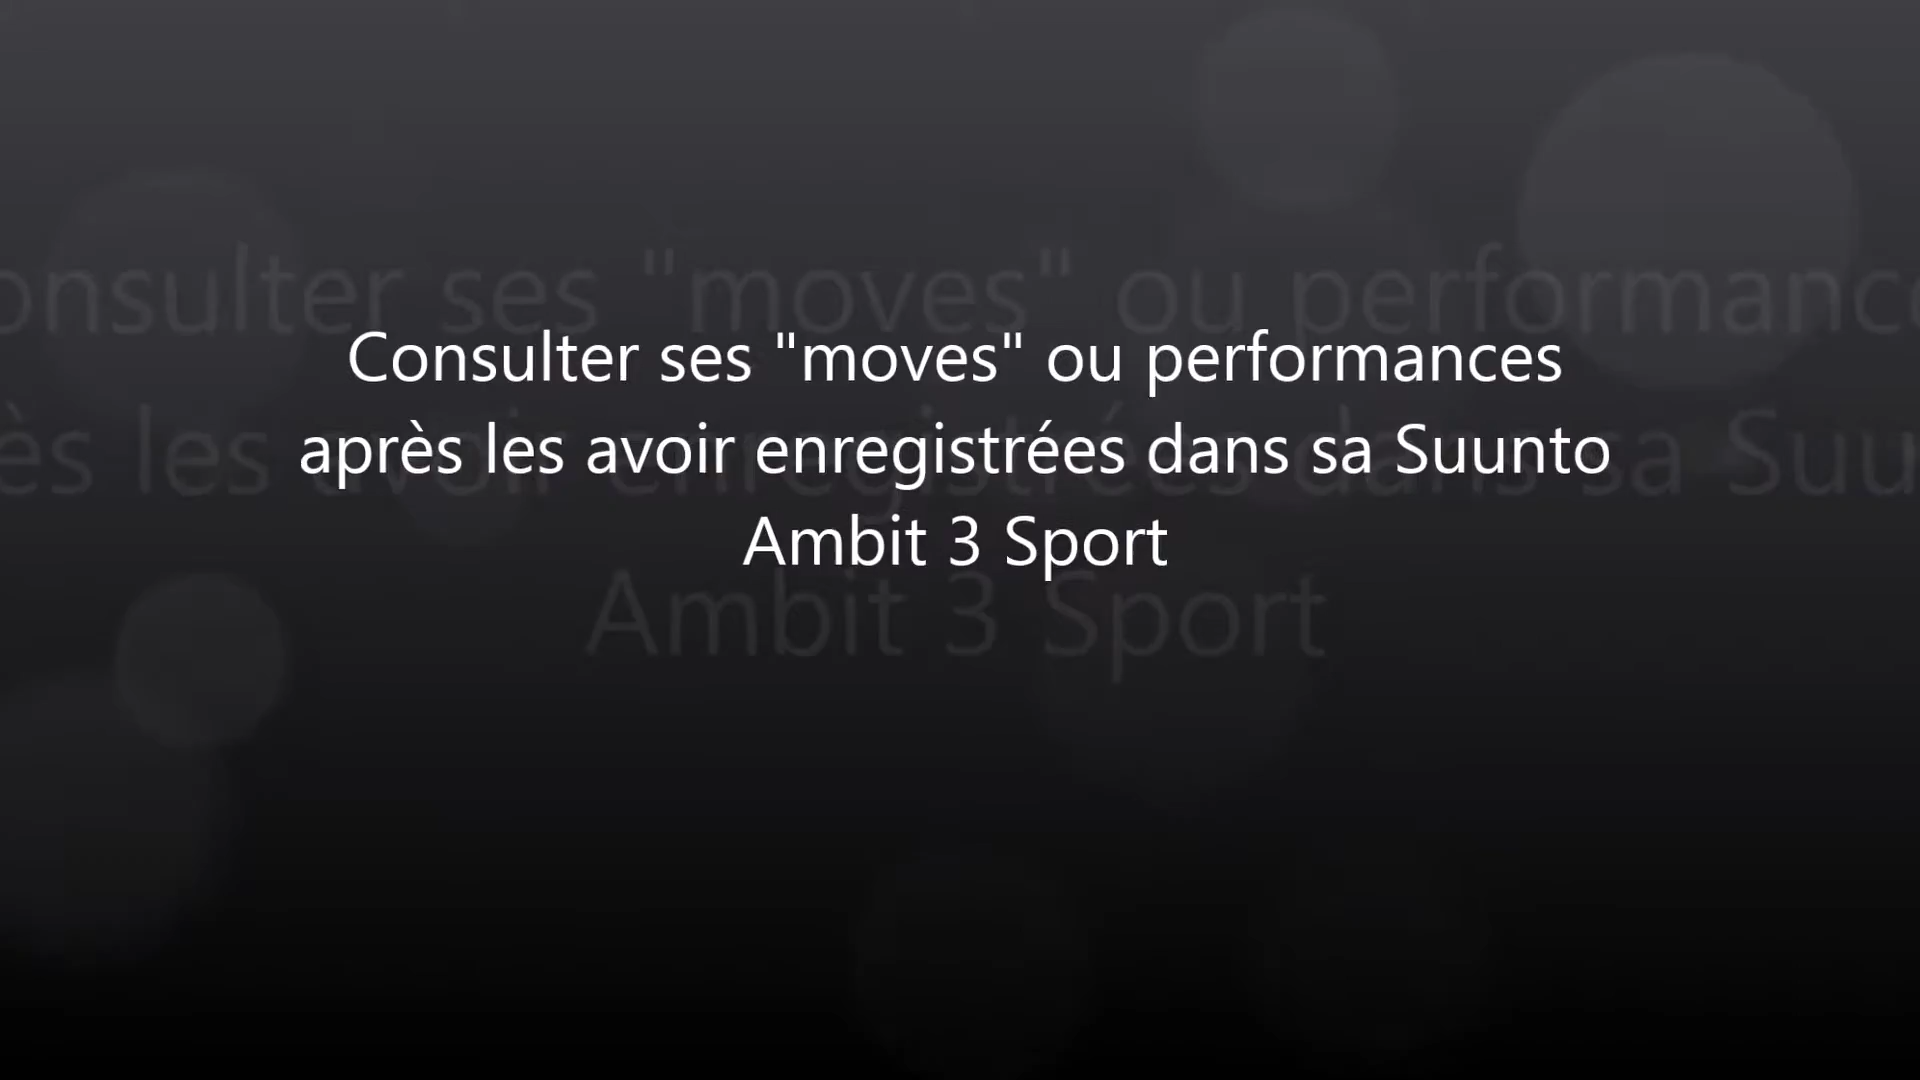 Consulter ses "moves" ou performances
après les avoir enregistrées dans sa Suunto
Ambit 3 Sport